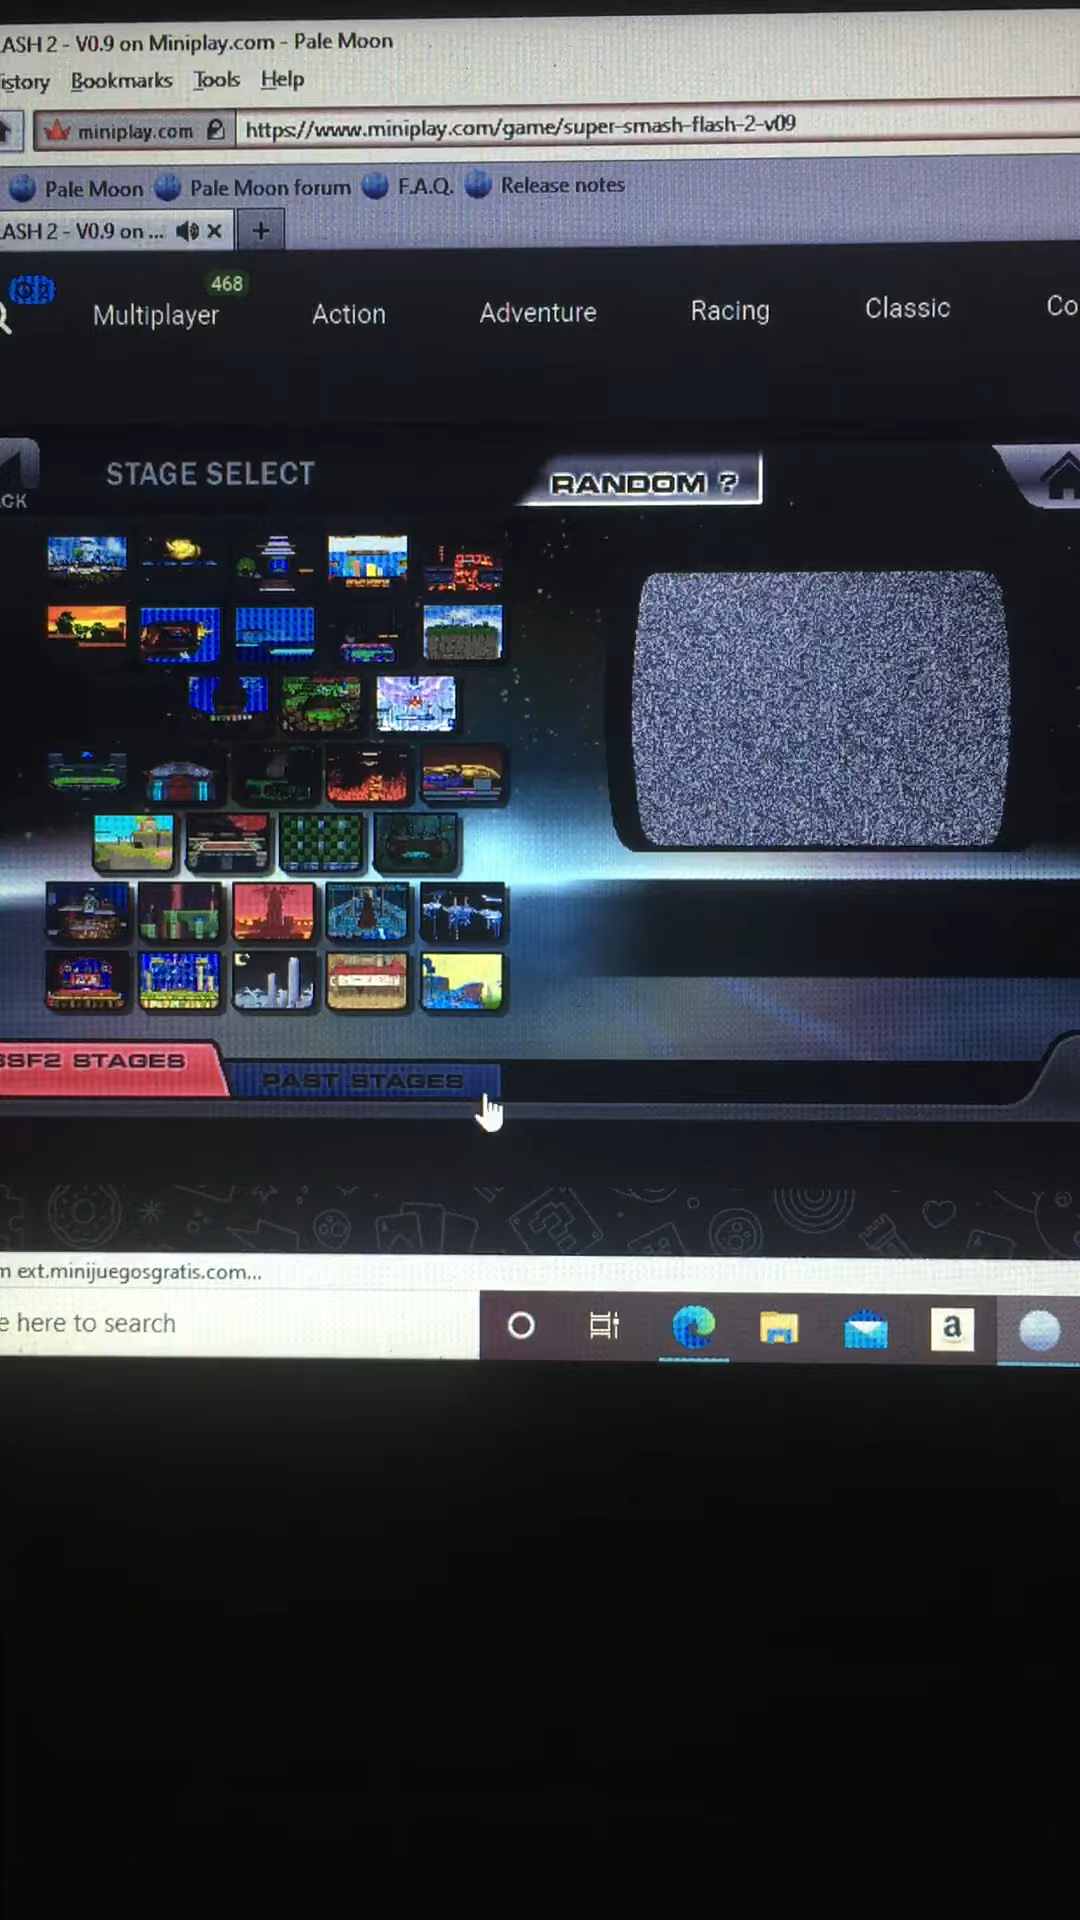 ASH 2 - V0.9 on Miniplay.com - Pale Moon
istory Bookmarks Tools Help
miniplay.com https://www.miniplay.com/game/super-smash-flash-2-v09
Pale Moon Pale Moon forum F.A.Q. Release notes
ASH 2 - V0.9 on ...
468
Multiplayer Action Adventure Racing Classic Co
STAGE SELECT RANDOM ?
CK
SSF2 STAGES PAST STAGES
m ext.minijuegosgratis.com...
e here to search
a